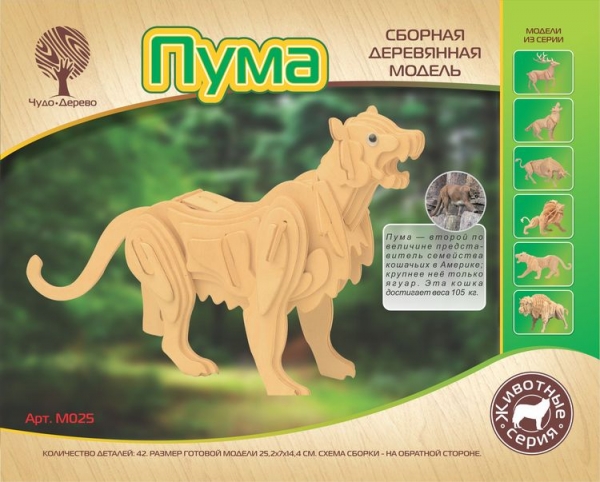 Чудо-Дерево
Пума
СБОРНАЯ
ДЕРЕВЯННАЯ
МОДЕЛЬ
МОДЕЛИ
ИЗ СЕРИИ
Пума — второй по
величине предста-
витель семейства
кошачьих в Америке;
крупнее неё только
ягуар. Эта кошка
достигает веса 105 кг.
Арт. М025
Животные
серия
КОЛИЧЕСТВО ДЕТАЛЕЙ: 42. РАЗМЕР ГОТОВОЙ МОДЕЛИ 25,2х7х14,4 СМ. СХЕМА СБОРКИ - НА ОБРАТНОЙ СТОРОНЕ.